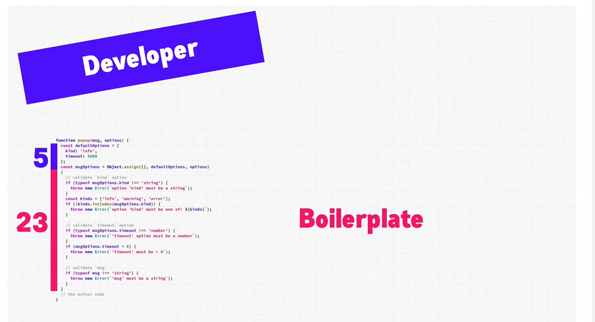 Developer
function popup(msg, options) {
const defaultOptions = {
kind: 'info',
timeout: 5000
};
const msgOptions = Object.assign({}, defaultOptions, options)
{
// validate `kind` option
if (typeof msgOptions.kind !== 'string') {
throw new Error(`option "kind" must be a string`);
}
const kinds = ["info", "warning", "error"];
if (!kinds.includes(msgOptions.kind)) {
throw new Error(`option "kind" must be one of: ${kinds}`);
}
// validate `timeout` option
if (typeof msgOptions.timeout !== 'number') {
throw new Error(`'timeout' option must be a number`);
}
if (msgOptions.timeout < 0) {
throw new Error(`'timeout' must be > 0`);
}
// validate `msg`
if (typeof msg !== 'string') {
throw new Error(`"msg" must be a string`);
}
}
// the actual code
}
5
23
Boilerplate